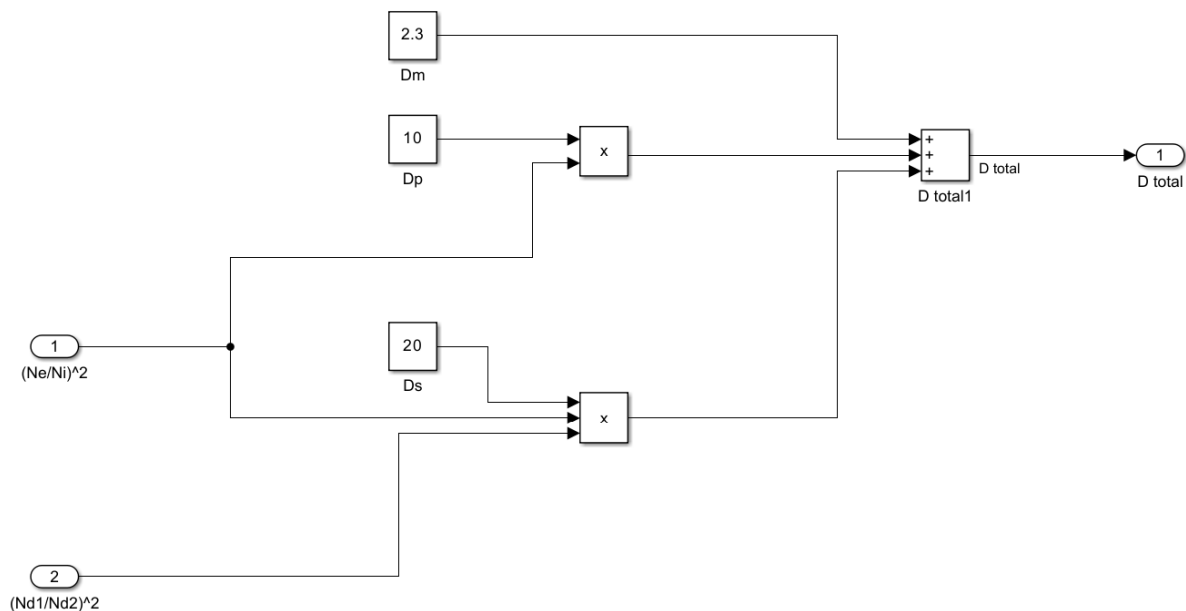 2.3
Dm
10
Dp
x
+
+
+
D total
D total1
1
D total
1
(Ne/Ni)^2
20
Ds
x
2
(Nd1/Nd2)^2